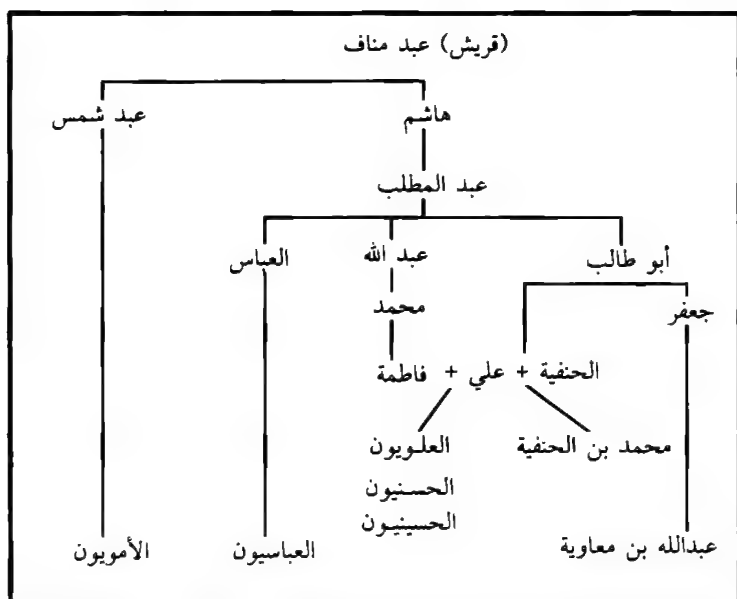 (قريش) عبد مناف
هاشم عبد شمس
عبد المطلب
أبو طالب عبد الله العباس
جعفر محمد
الحنفية + علي + فاطمة
محمد بن الحنفية العلويون
الحسنيون
الحسينيون
عبدالله بن معاوية العباسيون الأمويون